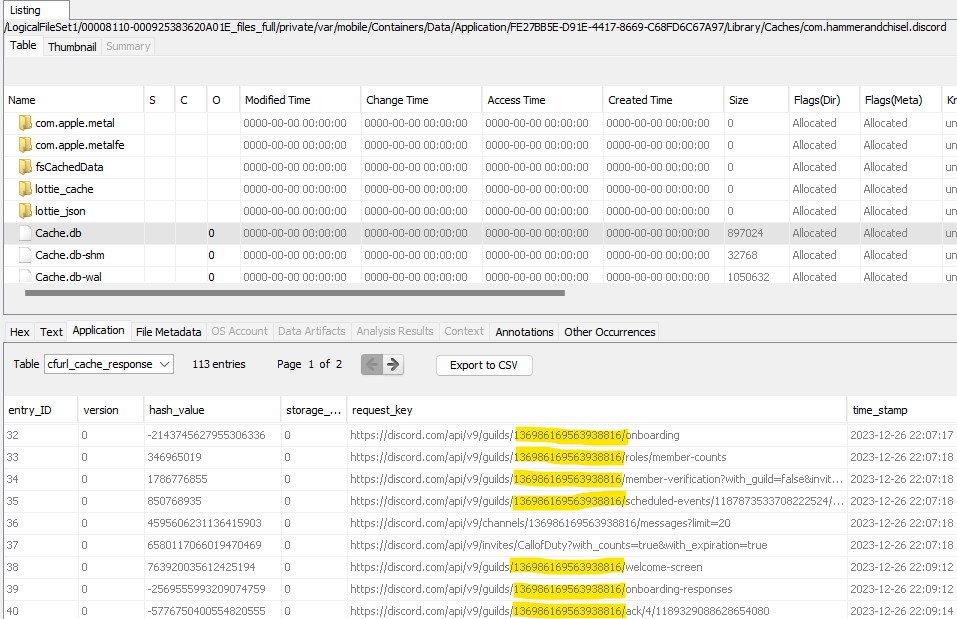 Listing
/LogicalFileSet1/00008110-000925383620A01E_files_full/private/var/mobile/Containers/Data/Application/FE27BB5E-D91E-4417-8669-C68FD6C67A97/Library/Caches/com.hammerandchisel.discord
Table Thumbnail Summary
Name S C O Modified Time Change Time Access Time Created Time Size Flags(Dir) Flags(Meta) Kn
com.apple.metal 0000-00-00 00:00:00 0000-00-00 00:00:00 0000-00-00 00:00:00 0000-00-00 00:00:00 0 Allocated Allocated un
com.apple.metalfe 0000-00-00 00:00:00 0000-00-00 00:00:00 0000-00-00 00:00:00 0000-00-00 00:00:00 0 Allocated Allocated un
fsCachedData 0000-00-00 00:00:00 0000-00-00 00:00:00 0000-00-00 00:00:00 0000-00-00 00:00:00 0 Allocated Allocated un
lottie_cache 0000-00-00 00:00:00 0000-00-00 00:00:00 0000-00-00 00:00:00 0000-00-00 00:00:00 0 Allocated Allocated un
lottie_json 0000-00-00 00:00:00 0000-00-00 00:00:00 0000-00-00 00:00:00 0000-00-00 00:00:00 0 Allocated Allocated un
Cache.db 0 0000-00-00 00:00:00 0000-00-00 00:00:00 0000-00-00 00:00:00 0000-00-00 00:00:00 897024 Allocated Allocated un
Cache.db-shm 0 0000-00-00 00:00:00 0000-00-00 00:00:00 0000-00-00 00:00:00 0000-00-00 00:00:00 32768 Allocated Allocated un
Cache.db-wal 0 0000-00-00 00:00:00 0000-00-00 00:00:00 0000-00-00 00:00:00 0000-00-00 00:00:00 1050632 Allocated Allocated un
Hex Text Application File Metadata OS Account Data Artifacts Analysis Results Context Annotations Other Occurrences
Table cfurl_cache_response 113 entries Page 1 of 2 Export to CSV
entry_ID version hash_value storage_... request_key time_stamp
32 0 -2143745627955306336 0 https://discord.com/api/v9/guilds/136986169563938816/onboarding 2023-12-26 22:07:17
33 0 346965019 0 https://discord.com/api/v9/guilds/136986169563938816/roles/member-counts 2023-12-26 22:07:18
34 0 1786776855 0 https://discord.com/api/v9/guilds/136986169563938816/member-verification?with_guild=false&invit... 2023-12-26 22:07:18
35 0 850768935 0 https://discord.com/api/v9/guilds/136986169563938816/scheduled-events/1187873533708222524/... 2023-12-26 22:07:18
36 0 4595606231136415903 0 https://discord.com/api/v9/channels/136986169563938816/messages?limit=20 2023-12-26 22:07:18
37 0 6580117066019470469 0 https://discord.com/api/v9/invites/CallofDuty?with_counts=true&with_expiration=true 2023-12-26 22:07:18
38 0 763920035612425194 0 https://discord.com/api/v9/guilds/136986169563938816/welcome-screen 2023-12-26 22:09:12
39 0 -2569555993209074759 0 https://discord.com/api/v9/guilds/136986169563938816/onboarding-responses 2023-12-26 22:09:12
40 0 -5776750400554820555 0 https://discord.com/api/v9/guilds/136986169563938816/ack/4/1189329088628654080 2023-12-26 22:09:14